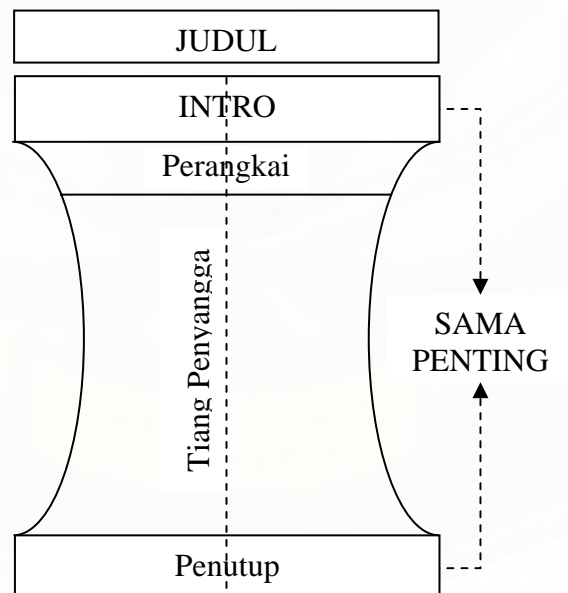 JUDUL
INTRO
Perangkai
Tiang Penyangga
SAMA
PENTING
Penutup